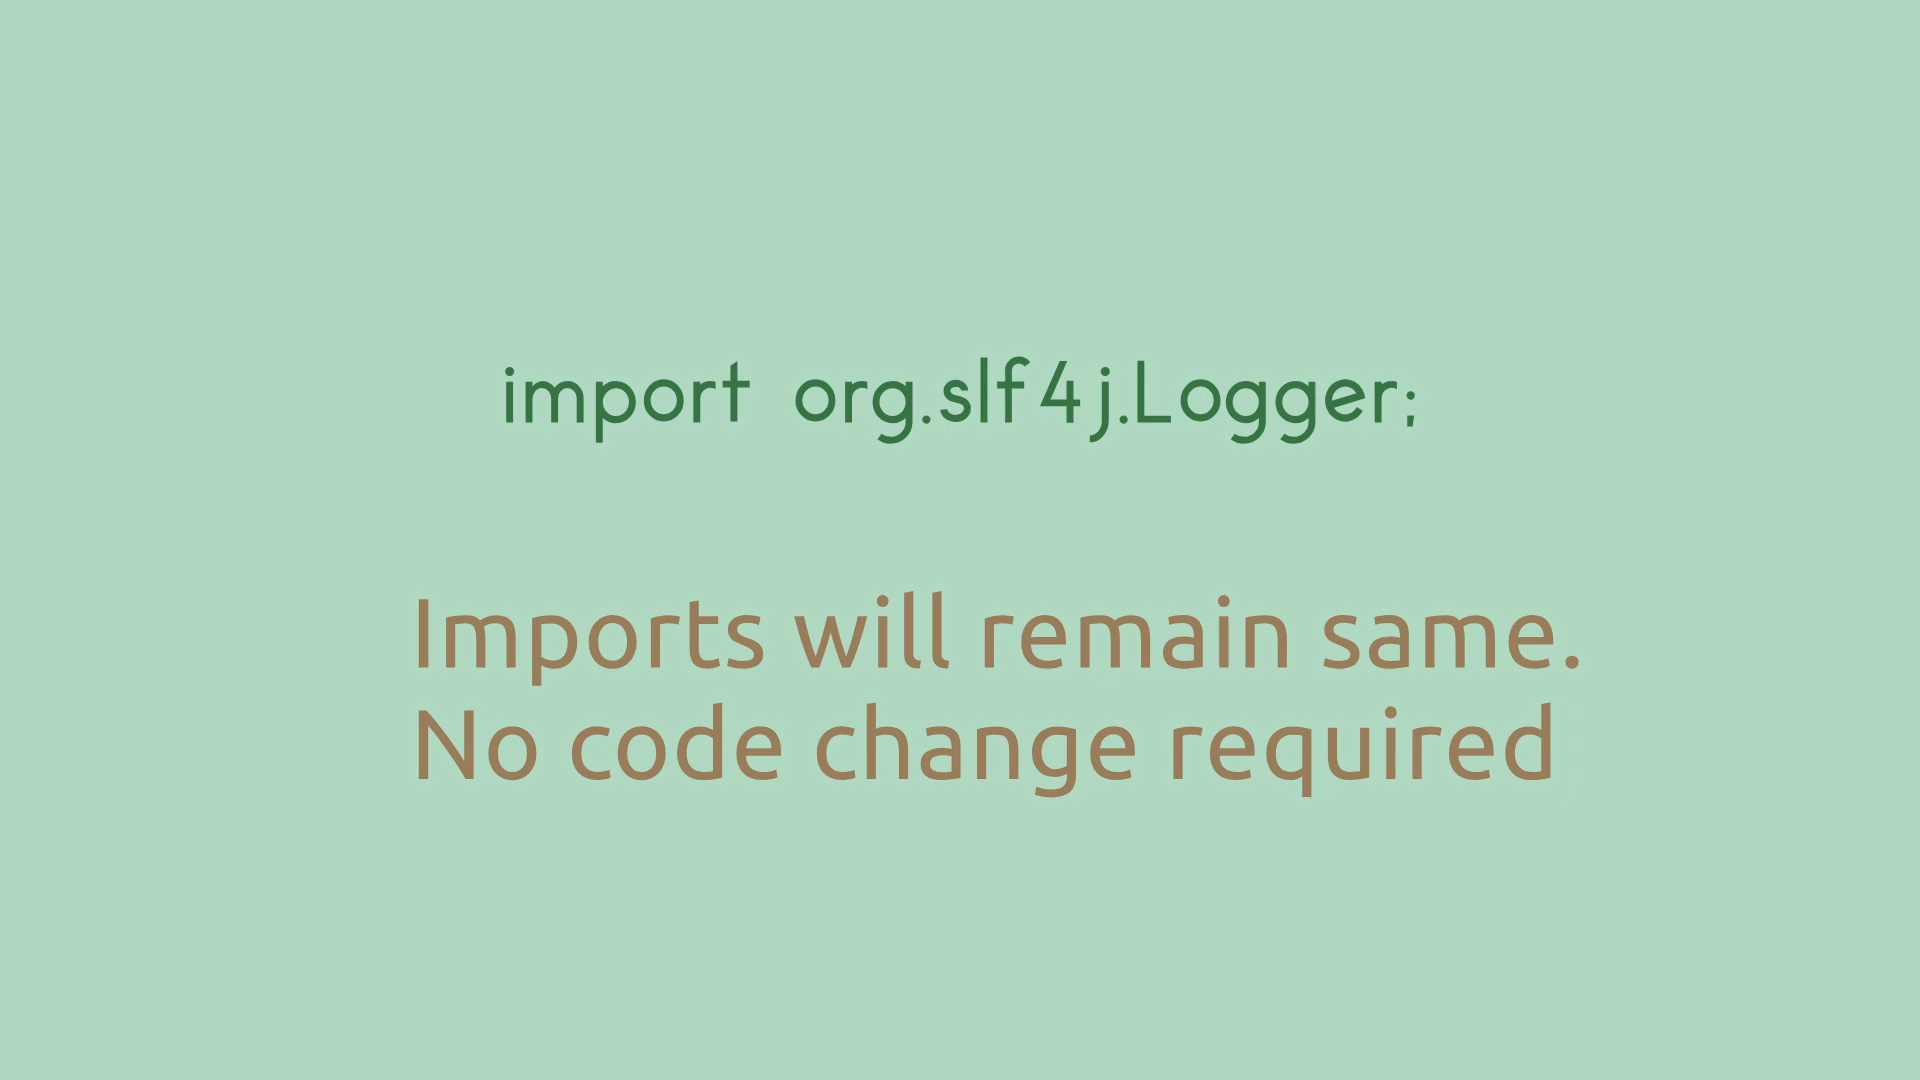 import org.slf4j.Logger;
Imports will remain same.
No code change required